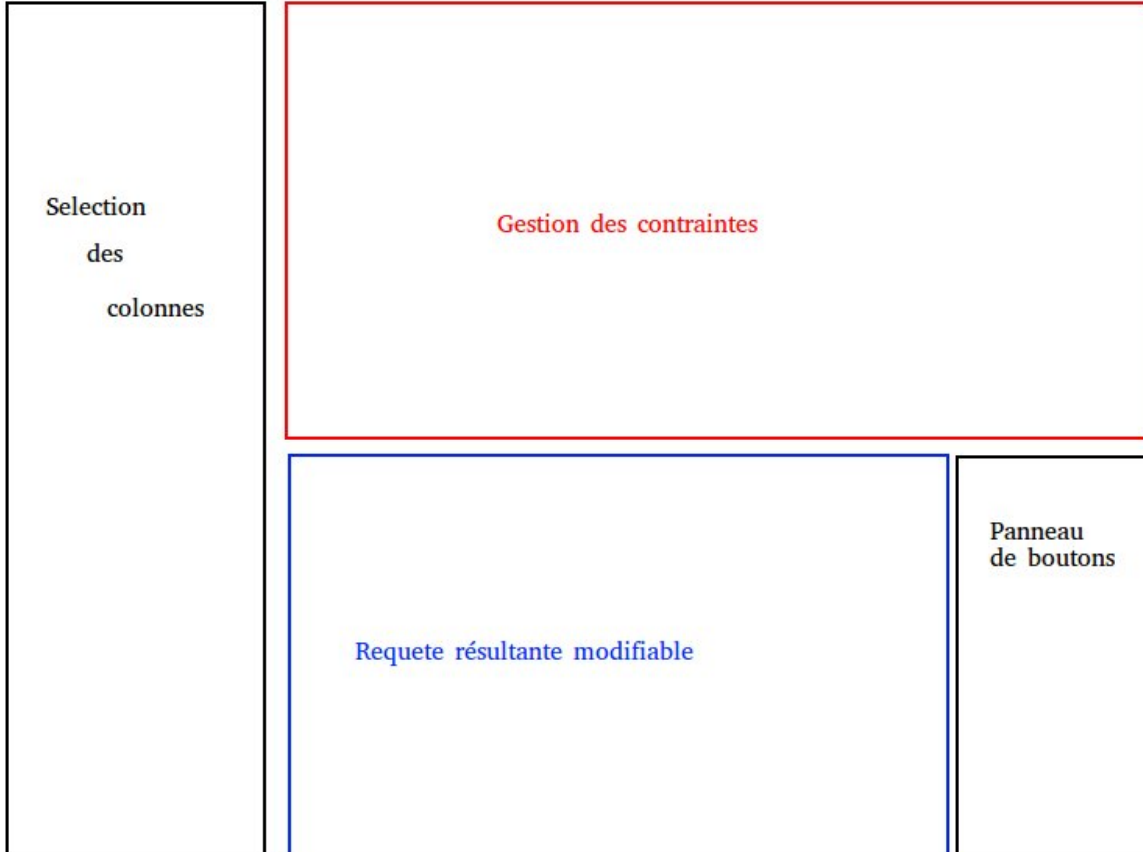 Selection
des
colonnes
Gestion des contraintes
Requete résultante modifiable
Panneau
de boutons